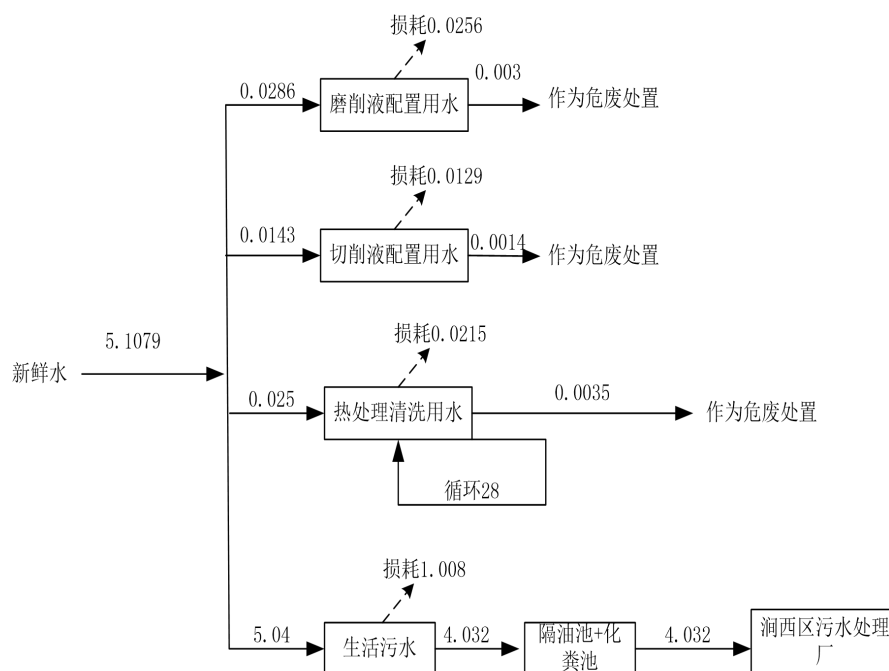 损耗0.0256
0.0286
磨削液配置用水
0.003
作为危废处置
损耗0.0129
0.0143
切削液配置用水
0.0014
作为危废处置
5.1079
新鲜水
损耗0.0215
0.025
热处理清洗用水
0.0035
作为危废处置
循环28
损耗1.008
5.04
生活污水
4.032
隔油池+化
粪池
4.032
涧西区污水处理
厂